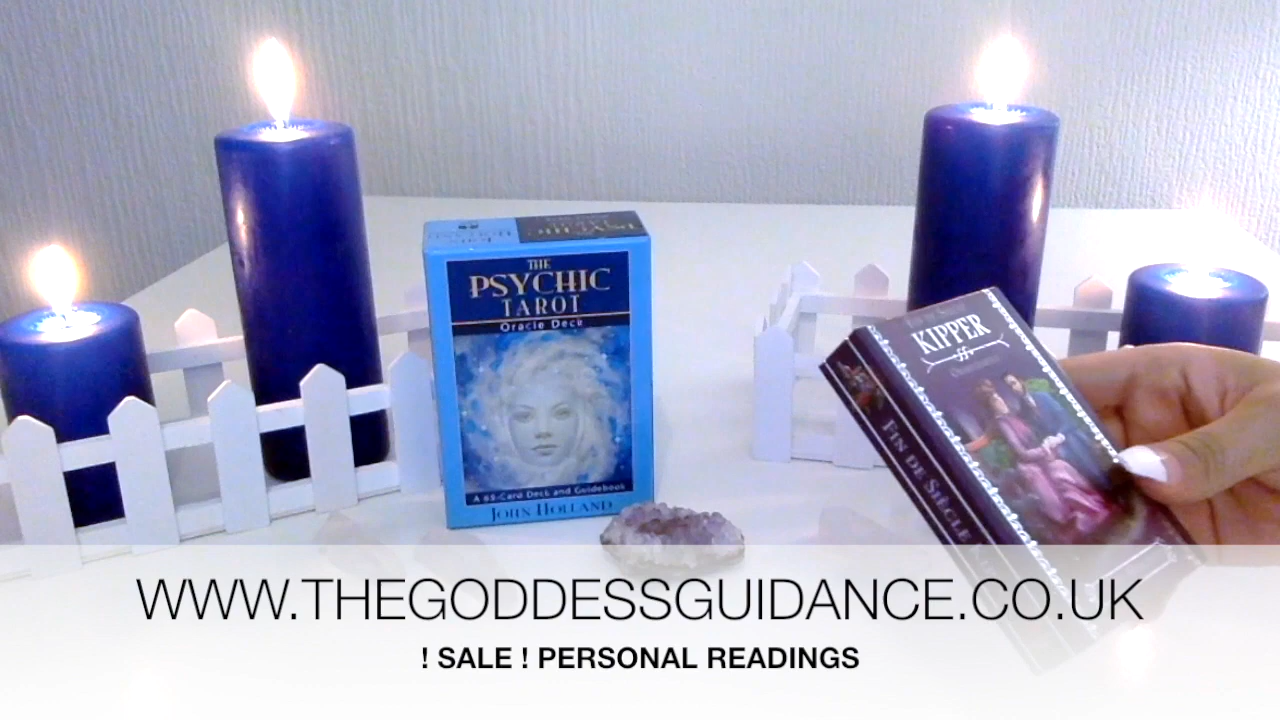 THE
PSYCHIC
TAROT
Oracle Deck
A 65-Card Deck and Guidebook
JOHN HOLLAND
KIPPER
FIN DE SIÈCLE
WWW.THEGODDESSGUIDANCE.CO.UK
! SALE ! PERSONAL READINGS